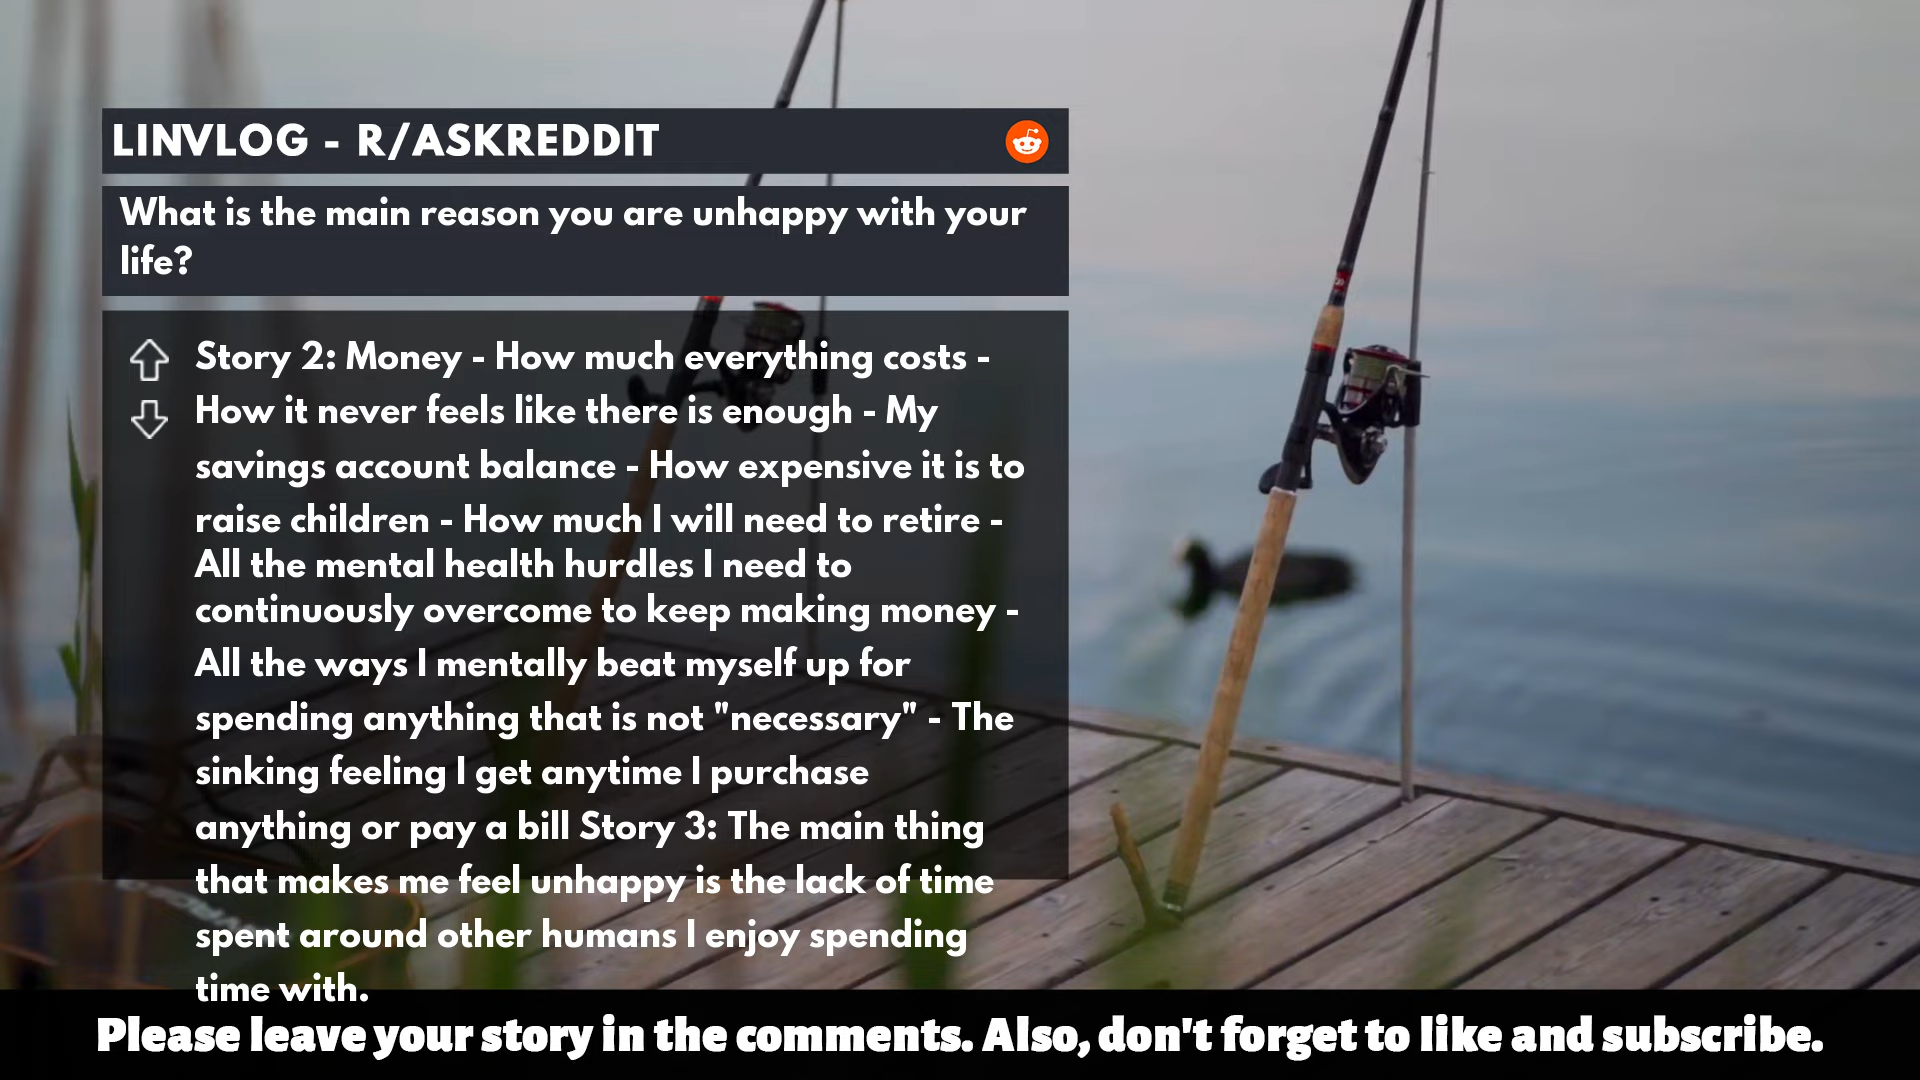 LINVLOG - R/ASKREDDIT
What is the main reason you are unhappy with your
life?
Story 2: Money - How much everything costs -
How it never feels like there is enough - My
savings account balance - How expensive it is to
raise children - How much I will need to retire -
All the mental health hurdles I need to
continuously overcome to keep making money -
All the ways I mentally beat myself up for
spending anything that is not "necessary" - The
sinking feeling I get anytime I purchase
anything or pay a bill Story 3: The main thing
that makes me feel unhappy is the lack of time
spent around other humans I enjoy spending
time with.
Please leave your story in the comments. Also, don't forget to like and subscribe.